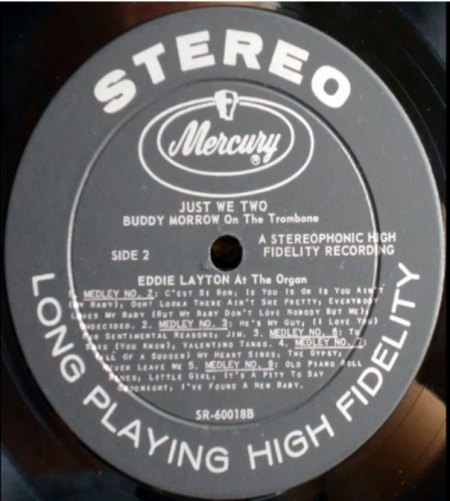 STEREO
Mercury ®
JUST WE TWO
BUDDY MORROW On The Trombone
SIDE 2
A STEREOPHONIC HIGH
FIDELITY RECORDING
EDDIE LAYTON At The Organ
1. MEDLEY NO. 2: C'EST SI BON; IS YOU IS OR IS YOU AIN'T
(MY BABY); OOH! LOOKA THERE AIN'T SHE PRETTY; EVERYBODY
LOVES MY BABY (BUT MY BABY DON'T LOVE NOBODY BUT ME);
UNDECIDED. 2. MEDLEY NO. 3: HE'S MY GUY; (I LOVE YOU)
FOR SENTIMENTAL REASONS; JIM. 3. MEDLEY NO. 8: TU
SAIS (YOU KNOW); VALENTINO TANGO. 4. MEDLEY NO. 7:
(ALL OF A SUDDEN) MY HEART SINGS; THE GYPSY;
NEVER LEAVE ME 5. MEDLEY NO. 9: OLD PIANO ROLL
BLUES; LITTLE GIRL; IT'S A PITY TO SAY
GOODNIGHT; I'VE FOUND A NEW BABY.
SR-60018B
LONG PLAYING HIGH FIDELITY